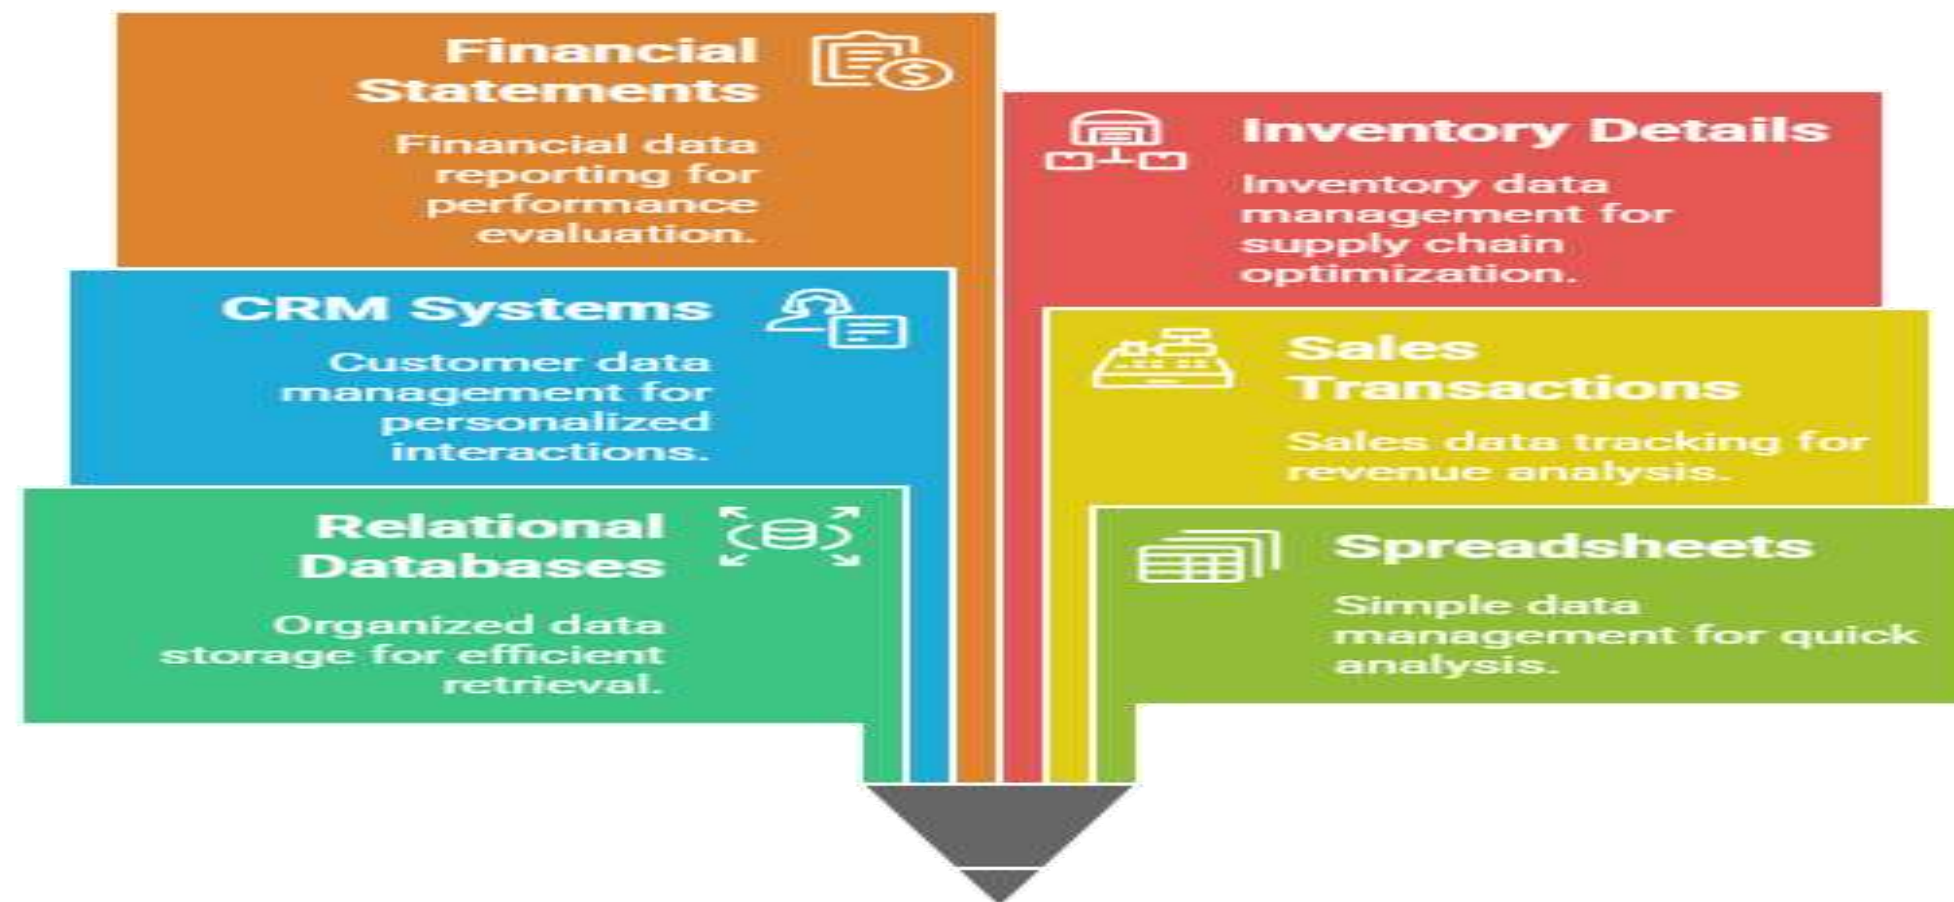 Financial
Statements
Financial data
reporting for
performance
evaluation.
Inventory Details
Inventory data
management for
supply chain
optimization.
CRM Systems
Customer data
management for
personalized
interactions.
Sales
Transactions
Sales data tracking for
revenue analysis.
Relational
Databases
Organized data
storage for efficient
retrieval.
Spreadsheets
Simple data
management for quick
analysis.